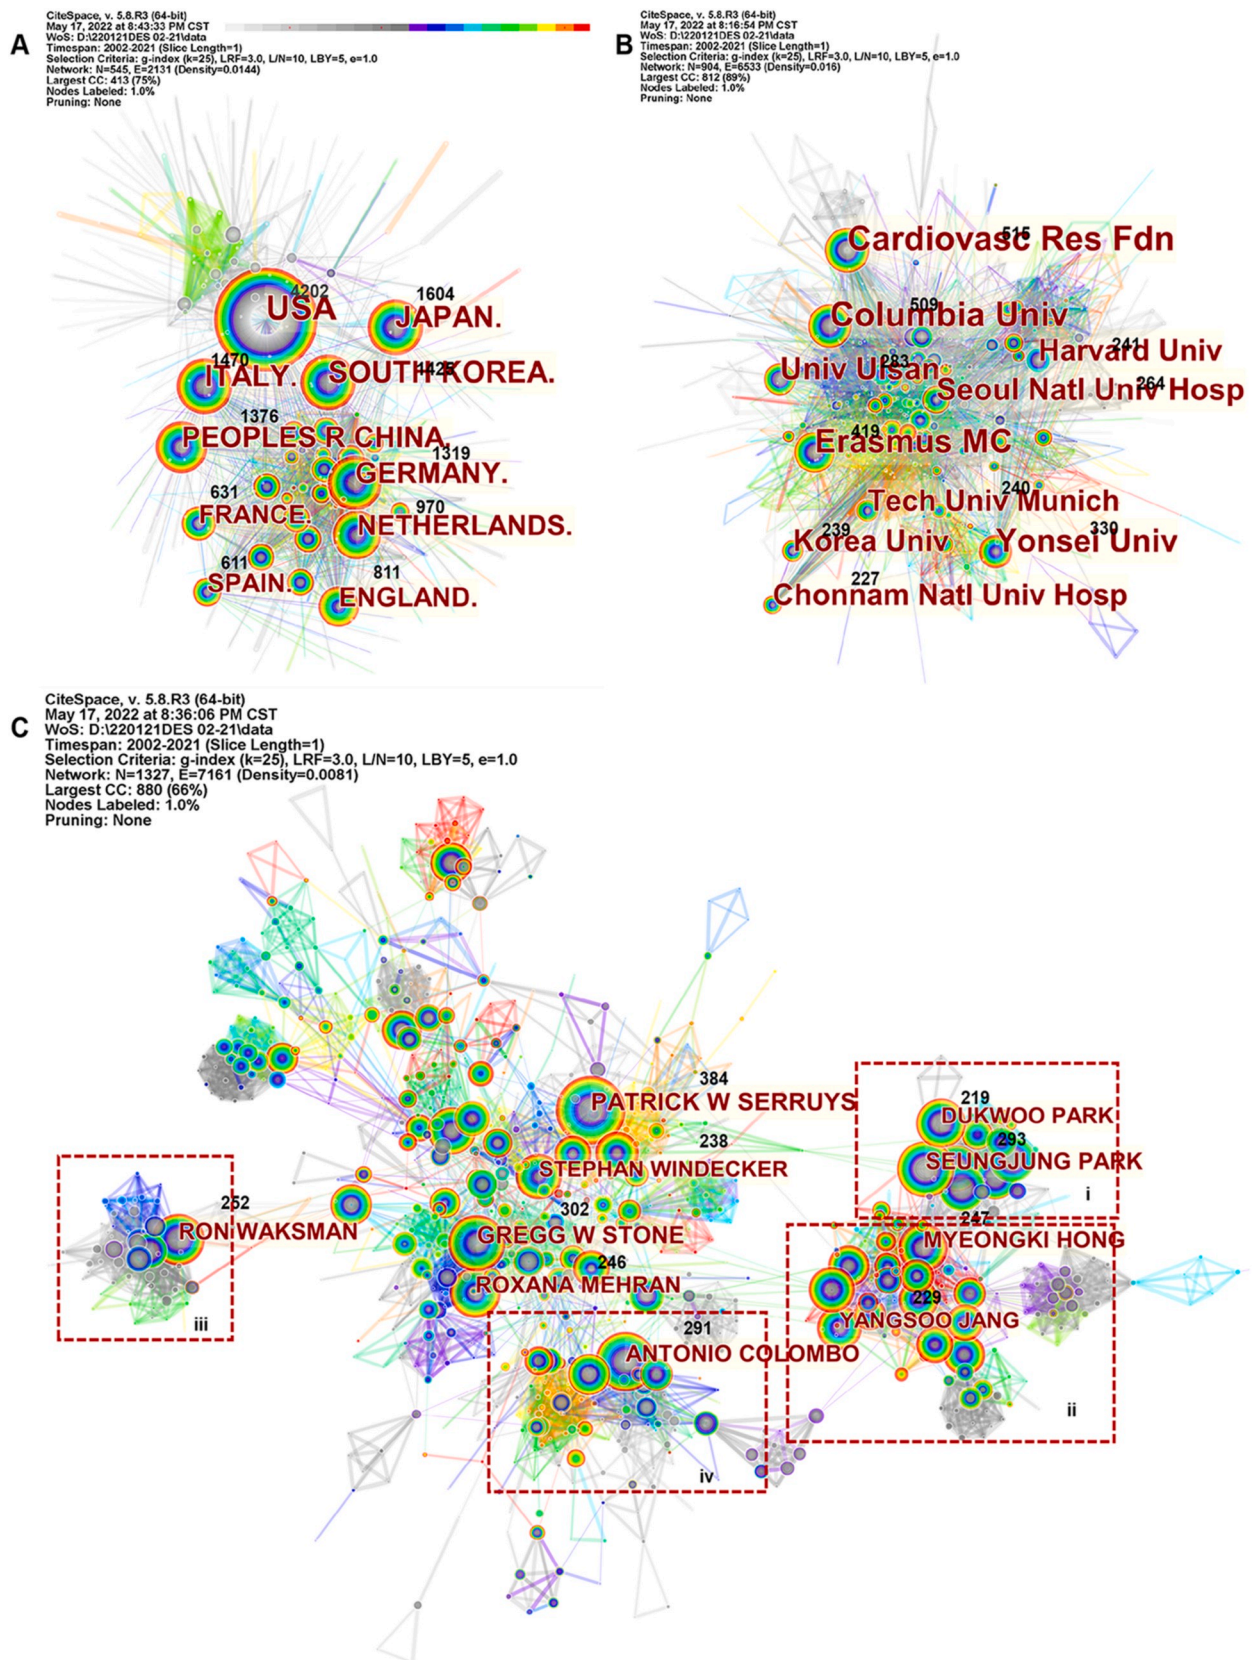 A
CiteSpace, v. 5.8.R3 (64-bit)
May 17, 2022 at 8:43:33 PM CST
WoS: D:\220121DES 02-21\data
Timespan: 2002-2021 (Slice Length=1)
Selection Criteria: g-index (k=25), LRF=3.0, L/N=10, LBY=5, e=1.0
Network: N=545, E=2131 (Density=0.0144)
Largest CC: 413 (75%)
Nodes Labeled: 1.0%
Pruning: None
4202
USA
1604
JAPAN.
1470
ITALY.
SOUTH KOREA.
1376
PEOPLES R CHINA.
1319
GERMANY.
631
FRANCE.
970
NETHERLANDS.
611
SPAIN.
811
ENGLAND.
B
CiteSpace, v. 5.8.R3 (64-bit)
May 17, 2022 at 8:16:54 PM CST
WoS: D:\220121DES 02-21\data
Timespan: 2002-2021 (Slice Length=1)
Selection Criteria: g-index (k=25), LRF=3.0, L/N=10, LBY=5, e=1.0
Network: N=904, E=6533 (Density=0.016)
Largest CC: 812 (89%)
Nodes Labeled: 1.0%
Pruning: None
515
Cardiovasc Res Fdn
509
Columbia Univ
241
Harvard Univ
283
Univ Ulsan
264
Seoul Natl Univ Hosp
419
Erasmus MC
240
Tech Univ Munich
239
Korea Univ
330
Yonsei Univ
227
Chonnam Natl Univ Hosp
C
CiteSpace, v. 5.8.R3 (64-bit)
May 17, 2022 at 8:36:06 PM CST
WoS: D:\220121DES 02-21\data
Timespan: 2002-2021 (Slice Length=1)
Selection Criteria: g-index (k=25), LRF=3.0, L/N=10, LBY=5, e=1.0
Network: N=1327, E=7161 (Density=0.0081)
Largest CC: 880 (66%)
Nodes Labeled: 1.0%
Pruning: None
384
PATRICK W SERRUYS
219
DUKWOO PARK
293
SEUNGJUNG PARK
i
238
STEPHAN WINDECKER
252
RON WAKSMAN
iii
302
GREGG W STONE
246
ROXANA MEHRAN
247
MYEONGKI HONG
229
YANGSOO JANG
ii
291
ANTONIO COLOMBO
iv